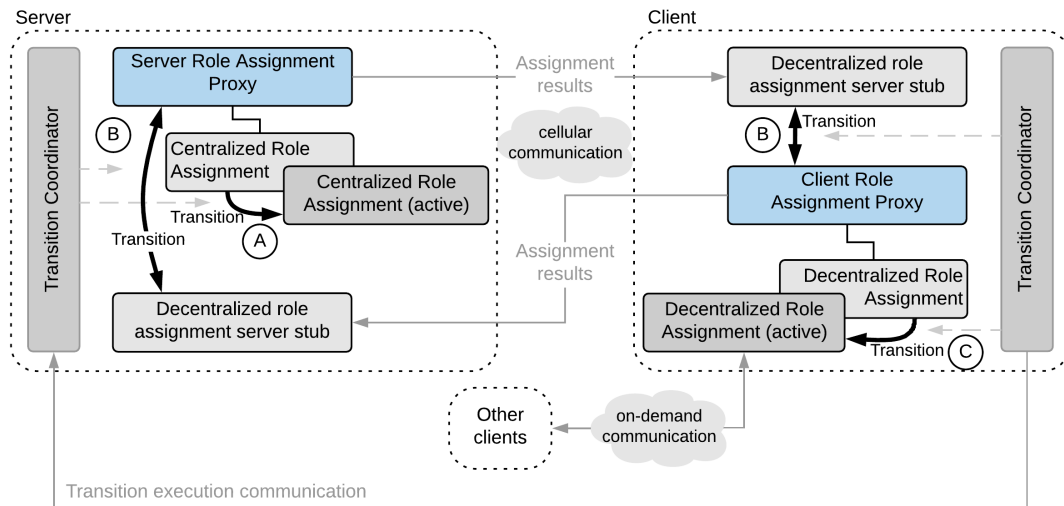 Server
Client
Server Role Assignment
Proxy
Assignment
results
Decentralized role
assignment server stub
Transition Coordinator
B
cellular
communication
B
Transition
Transition Coordinator
Centralized Role
Assignment
Centralized Role
Assignment (active)
Client Role
Assignment Proxy
Transition
A
Transition
Assignment
results
Decentralized Role
Assignment
Decentralized role
assignment server stub
Decentralized Role
Assignment (active)
Transition
C
Other
clients
on-demand
communication
Transition execution communication